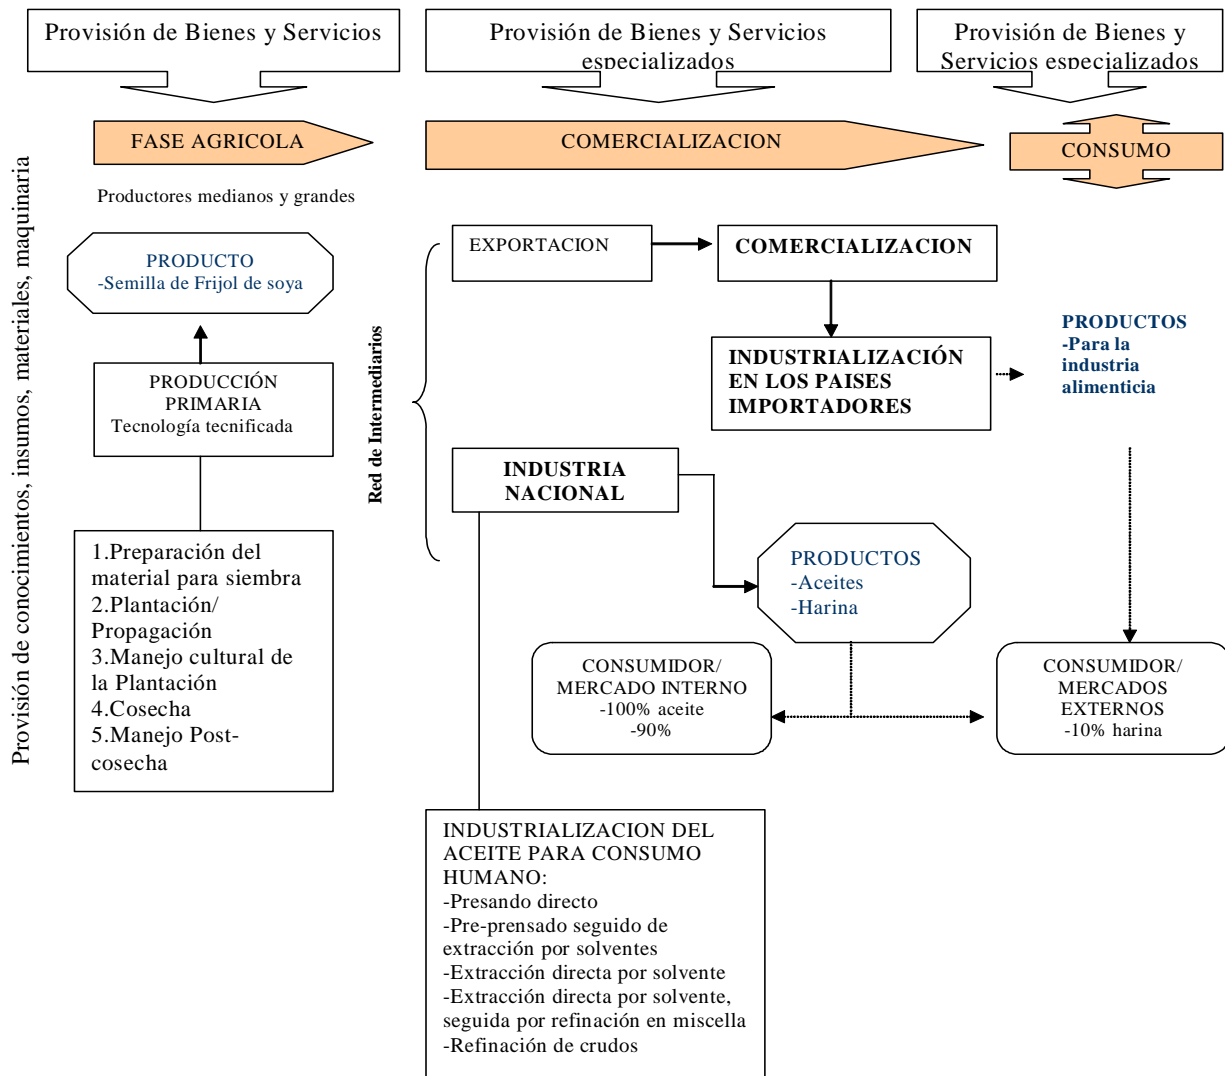 Provisión de Bienes y Servicios
Provisión de Bienes y Servicios
especializados
Provisión de Bienes y
Servicios especializados
FASE AGRICOLA
COMERCIALIZACION
CONSUMO
Provisión de conocimientos, insumos, materiales, maquinaria
Productores medianos y grandes
PRODUCTO
-Semilla de Frijol de soya
PRODUCCIÓN
PRIMARIA
Tecnología tecnificada
1.Preparación del
material para siembra
2.Plantación/
Propagación
3.Manejo cultural de
la Plantación
4.Cosecha
5.Manejo Post-
cosecha
Red de Intermediarios
EXPORTACION
COMERCIALIZACION
INDUSTRIALIZACIÓN
EN LOS PAISES
IMPORTADORES
PRODUCTOS
-Para la
industria
alimenticia
INDUSTRIA
NACIONAL
PRODUCTOS
-Aceites
-Harina
CONSUMIDOR/
MERCADO INTERNO
-100% aceite
-90%
CONSUMIDOR/
MERCADOS
EXTERNOS
-10% harina
INDUSTRIALIZACION DEL
ACEITE PARA CONSUMO
HUMANO:
-Presando directo
-Pre-prensado seguido de
extracción por solventes
-Extracción directa por solvente
-Extracción directa por solvente,
seguida por refinación en miscella
-Refinación de crudos